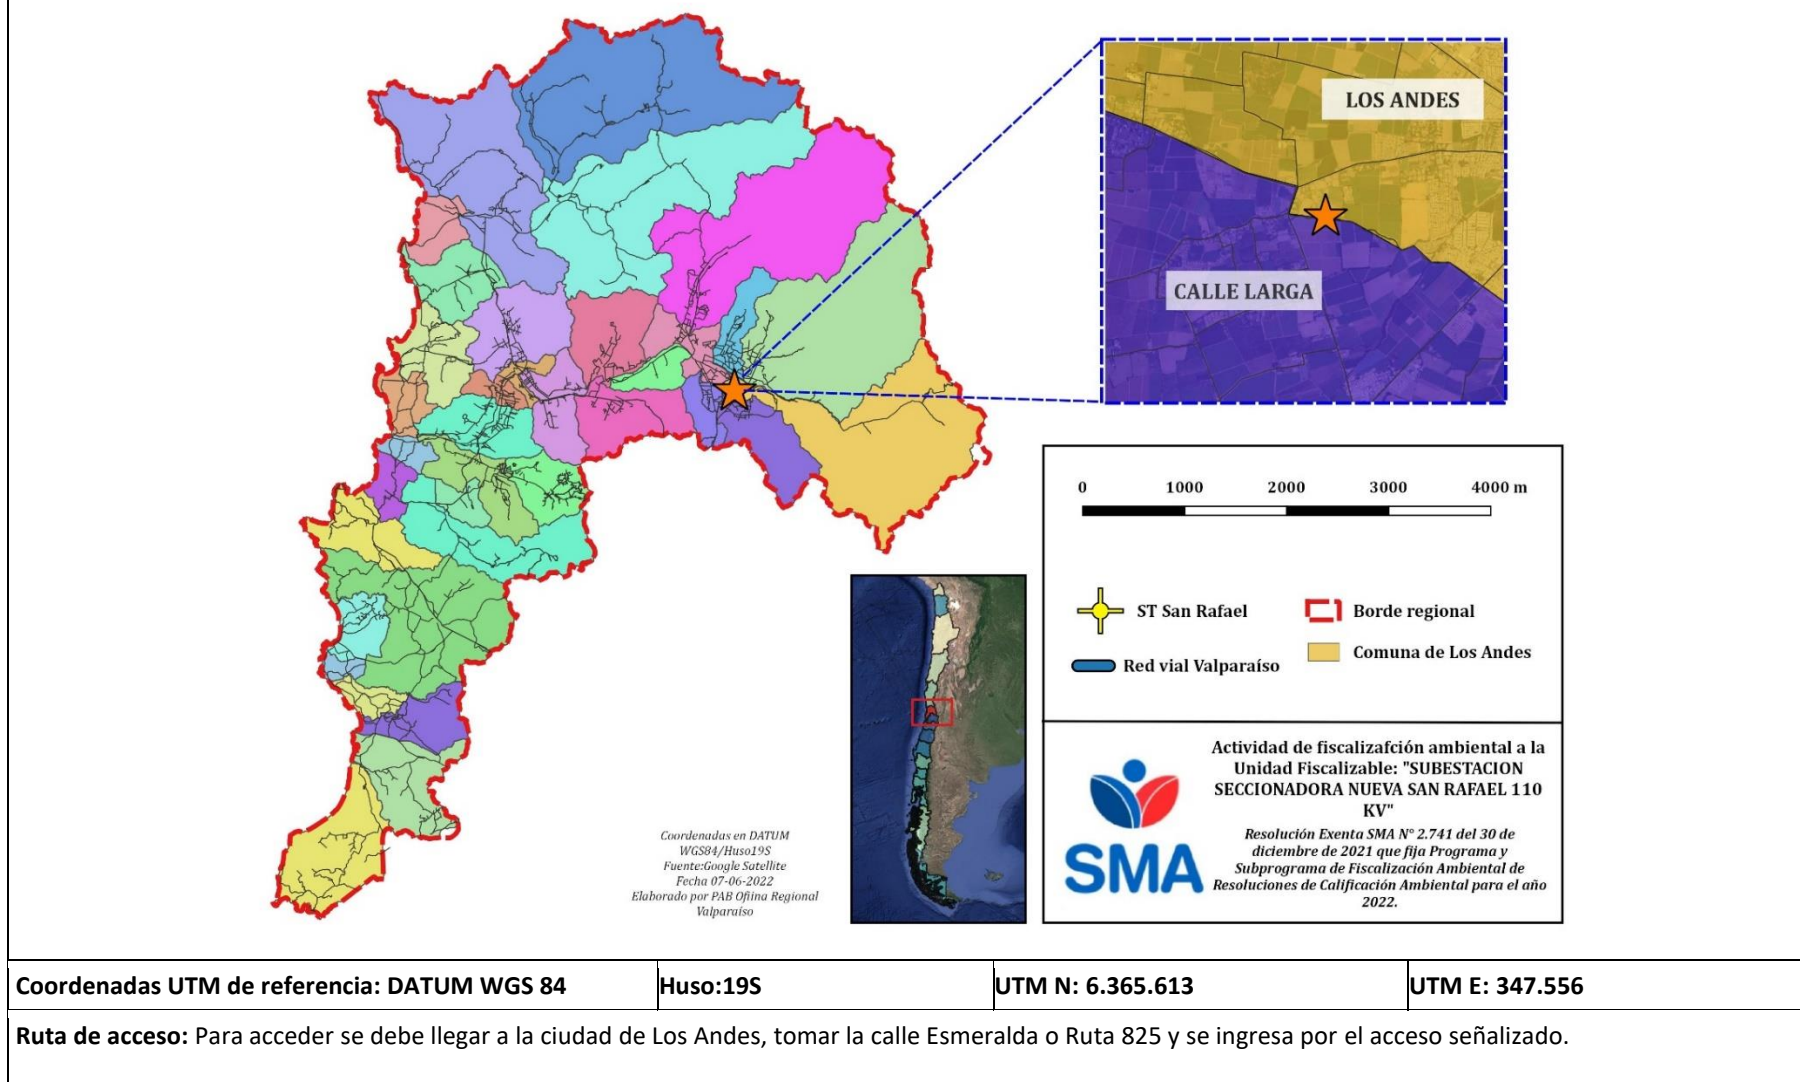 LOS ANDES
CALLE LARGA
0 1000 2000 3000 4000 m
ST San Rafael
Borde regional
Red vial Valparaíso
Comuna de Los Andes
Actividad de fiscalizafción ambiental a la
Unidad Fiscalizable: "SUBESTACION
SECCIONADORA NUEVA SAN RAFAEL 110
KV"
Resolución Exenta SMA N° 2.741 del 30 de
diciembre de 2021 que fija Programa y
Subprograma de Fiscalización Ambiental de
Resoluciones de Calificación Ambiental para el año
2022.
SMA
Coordenadas en DATUM
WGS84/Huso19S
Fuente:Google Satellite
Fecha 07-06-2022
Elaborado por PAB Ofiina Regional
Valparaíso
Coordenadas UTM de referencia: DATUM WGS 84 Huso:19S UTM N: 6.365.613 UTM E: 347.556
Ruta de acceso: Para acceder se debe llegar a la ciudad de Los Andes, tomar la calle Esmeralda o Ruta 825 y se ingresa por el acceso señalizado.